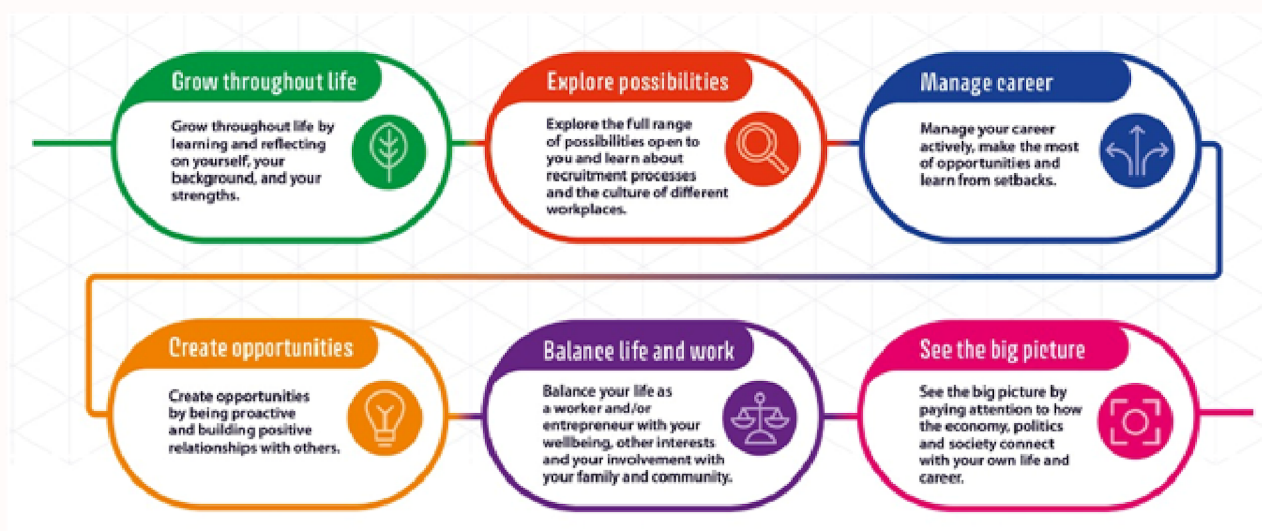 Grow throughout life
Grow throughout life by
learning and reflecting
on yourself, your
background, and your
strengths.
Explore possibilities
Explore the full range
of possibilities open to
you and learn about
recruitment processes
and the culture of different
workplaces.
Manage career
Manage your career
actively, make the most
of opportunities and
learn from setbacks.
Create opportunities
Create opportunities
by being proactive
and building positive
relationships with others.
Balance life and work
Balance your life as
a worker and/or
entrepreneur with your
wellbeing, other interests
and your involvement with
your family and community.
See the big picture
See the big picture by
paying attention to how
the economy, politics
and society connect
with your own life and
career.